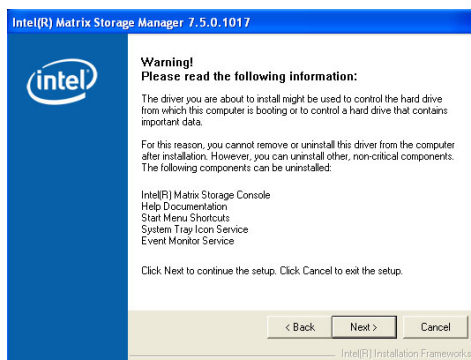 Intel(R) Matrix Storage Manager 7.5.0.1017
intel
Warning!
Please read the following information:
The driver you are about to install might be used to control the hard drive
from which this computer is booting or to control a hard drive that contains
important data.
For this reason, you cannot remove or uninstall this driver from the computer
after installation. However, you can uninstall other, non-critical components.
The following components can be uninstalled:
Intel(R) Matrix Storage Console
Help Documentation
Start Menu Shortcuts
System Tray Icon Service
Event Monitor Service
Click Next to continue the setup. Click Cancel to exit the setup.
< Back Next > Cancel
Intel(R) Installation Frameworks